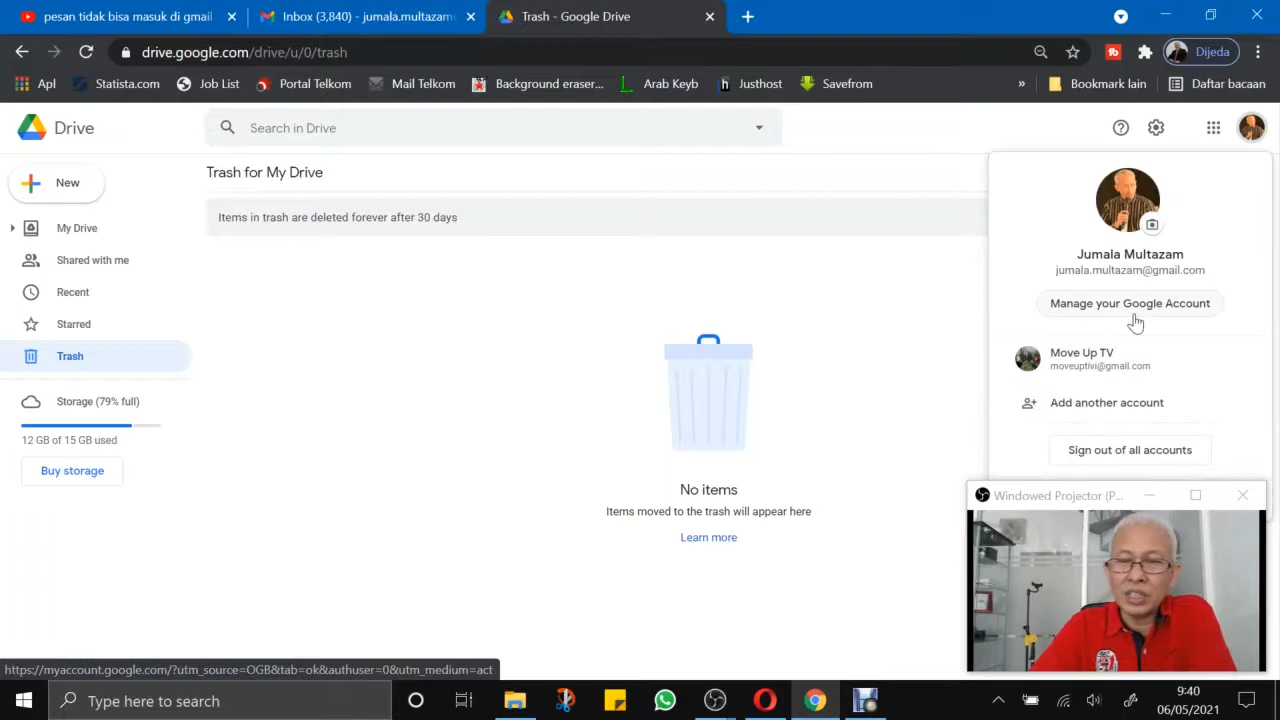 pesan tidak bisa masuk di gmail
Inbox (3,840) - jumala.multazam
Trash - Google Drive
drive.google.com/drive/u/0/trash
Dijeda
Apl
Statista.com
Job List
Portal Telkom
Mail Telkom
Background eraser...
Arab Keyb
Justhost
Savefrom
»
Bookmark lain
Daftar bacaan
Drive
Search in Drive
New
My Drive
Shared with me
Recent
Starred
Trash
Storage (79% full)
12 GB of 15 GB used
Buy storage
Trash for My Drive
Items in trash are deleted forever after 30 days
No items
Items moved to the trash will appear here
Learn more
Jumala Multazam
jumala.multazam@gmail.com
Manage your Google Account
Move Up TV
moveuptivi@gmail.com
Add another account
Sign out of all accounts
Windowed Projector (P...
https://myaccount.google.com/?utm_source=OGB&tab=ok&authuser=0&utm_medium=act
Type here to search
9:40
06/05/2021